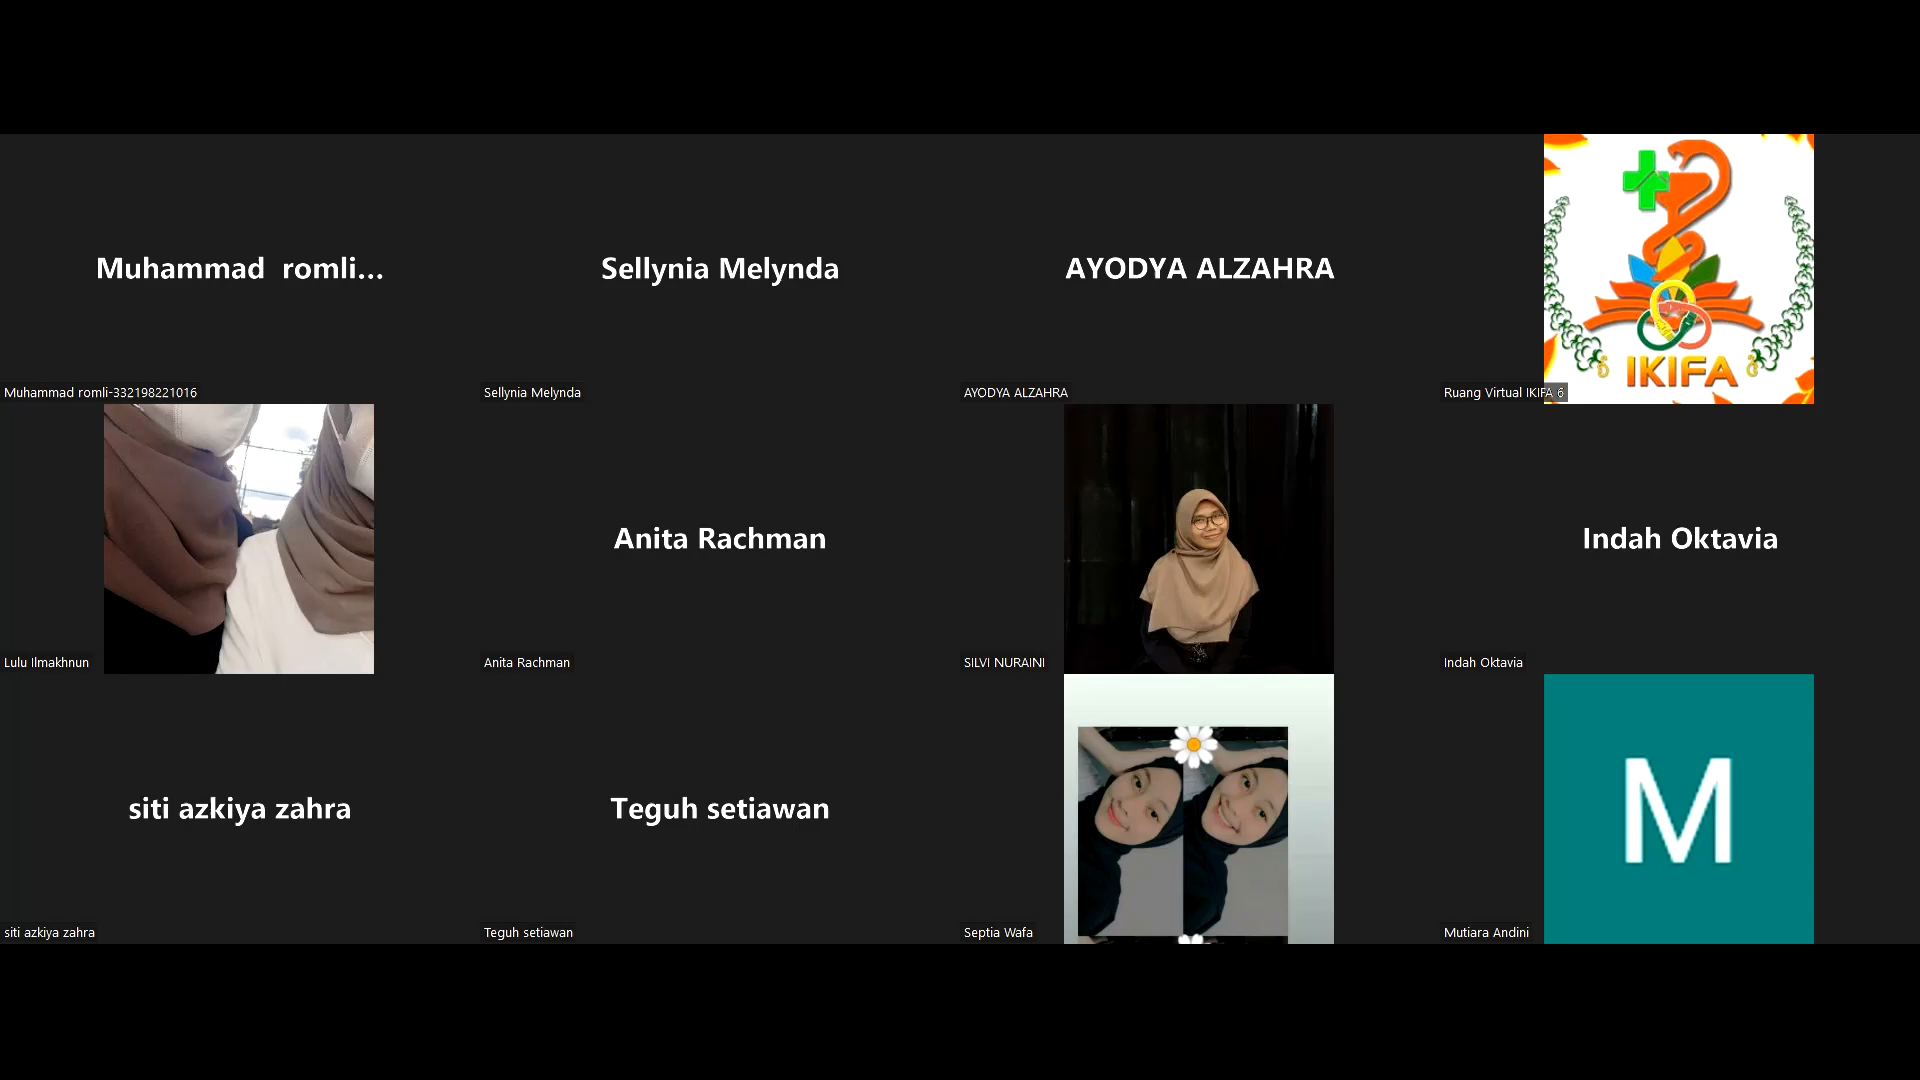 Muhammad  romli...
Muhammad romli-332198221016
Sellynia Melynda
Sellynia Melynda
AYODYA ALZAHRA
AYODYA ALZAHRA
IKIFA
Ruang Virtual IKIFA 6
Lulu Ilmakhnun
Anita Rachman
Anita Rachman
SILVI NURAINI
Indah Oktavia
Indah Oktavia
siti azkiya zahra
siti azkiya zahra
Teguh setiawan
Teguh setiawan
Septia Wafa
M
Mutiara Andini